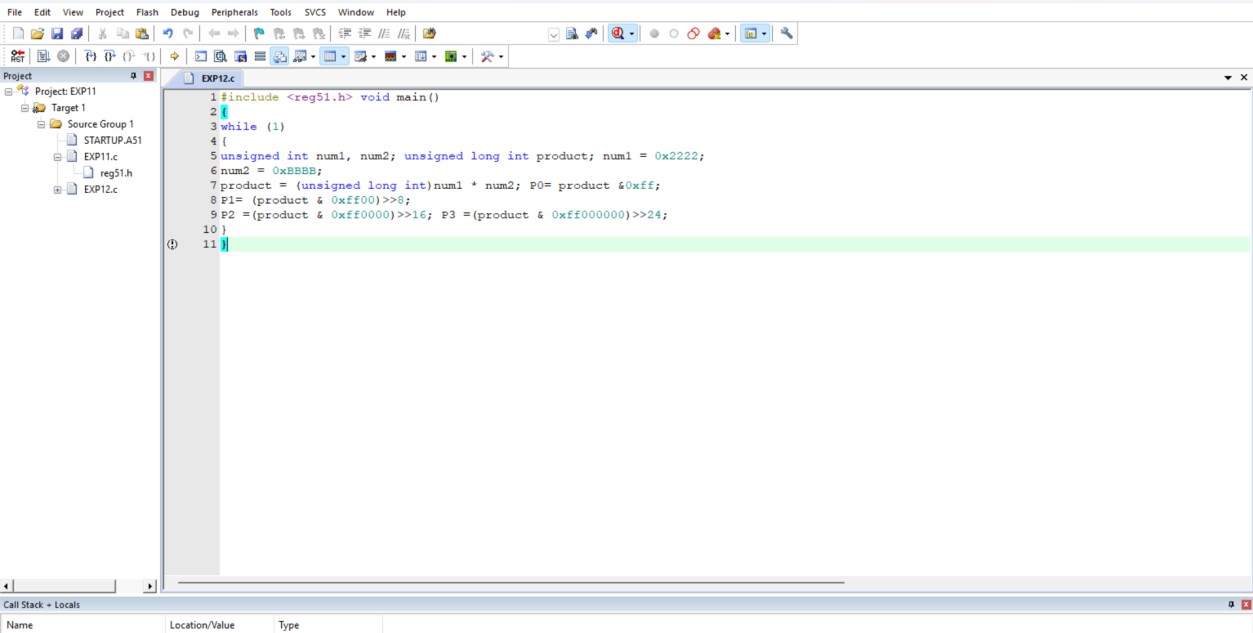 File Edit View Project Flash Debug Peripherals Tools SVCS Window Help
RST
Project
EXP12.c
Project: EXP11
Target 1
Source Group 1
STARTUP.A51
EXP11.c
reg51.h
EXP12.c
1 #include <reg51.h> void main()
2 {
3 while (1)
4 {
5 unsigned int num1, num2; unsigned long int product; num1 = 0x2222;
6 num2 = 0xBBBB;
7 product = (unsigned long int)num1 * num2; P0= product &0xff;
8 P1= (product & 0xff00)>>8;
9 P2 =(product & 0xff0000)>>16; P3 =(product & 0xff000000)>>24;
10 }
11 }
Call Stack + Locals
Name Location/Value Type